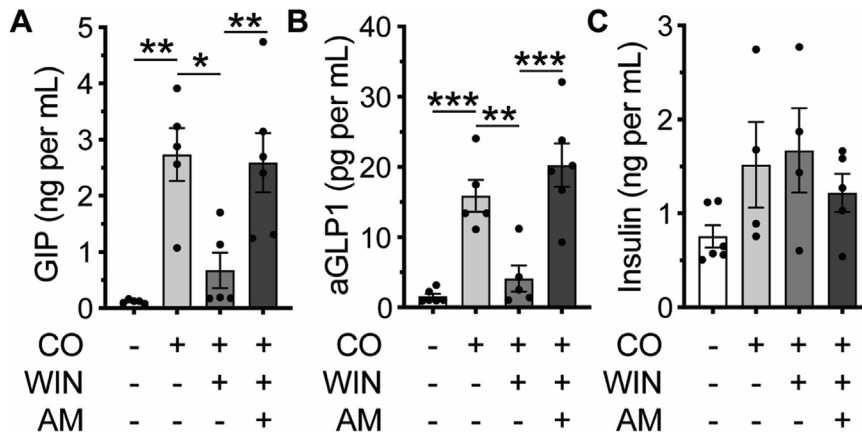 A
GIP (ng per mL)
5
4
3
2
1
0
** * **
CO - + + +
WIN - - + +
AM - - - +
B
aGLP1 (pg per mL)
40
30
20
10
0
*** ** ***
CO - + + +
WIN - - + +
AM - - - +
C
Insulin (ng per mL)
3
2
1
0
CO - + + +
WIN - - + +
AM - - - +